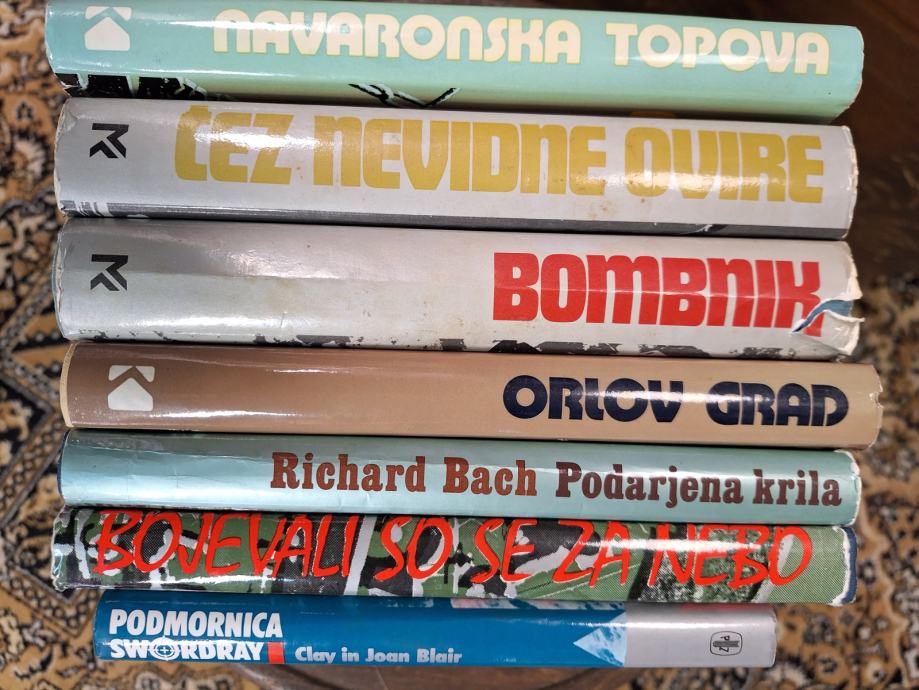 NAVARONSKA TOPOVA
ČEZ NEVIDNE OVIRE
BOMBNIK
ORLOV GRAD
Richard Bach Podarjena krila
BOJEVALI SO SE ZA NEBO
PODMORNICA
SWORDRAY Clay in Joan Blair